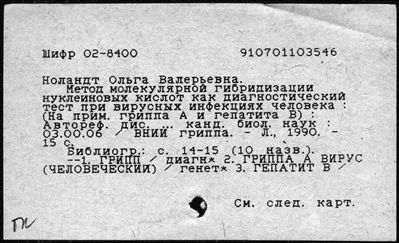 Шифр 02-8400 910701103546
Ноландт Ольга Валерьевна.
Метод молекулярной гибридизации
нуклеиновых кислот как диагностический
тест при вирусных инфекциях человека :
(На прим. гриппа А и гепатита В) :
Автореф. дис. ... канд. биол. наук :
03.00.06 / ВНИИ гриппа. - Л., 1990. -
15 с.
Библиогр.: с. 14-15 (10 назв.).
--1. ГРИПП / диагн* 2. ГРИППА А ВИРУС
(ЧЕЛОВЕЧЕСКИЙ) / генет* 3. ГЕПАТИТ В /
См. след. карт.